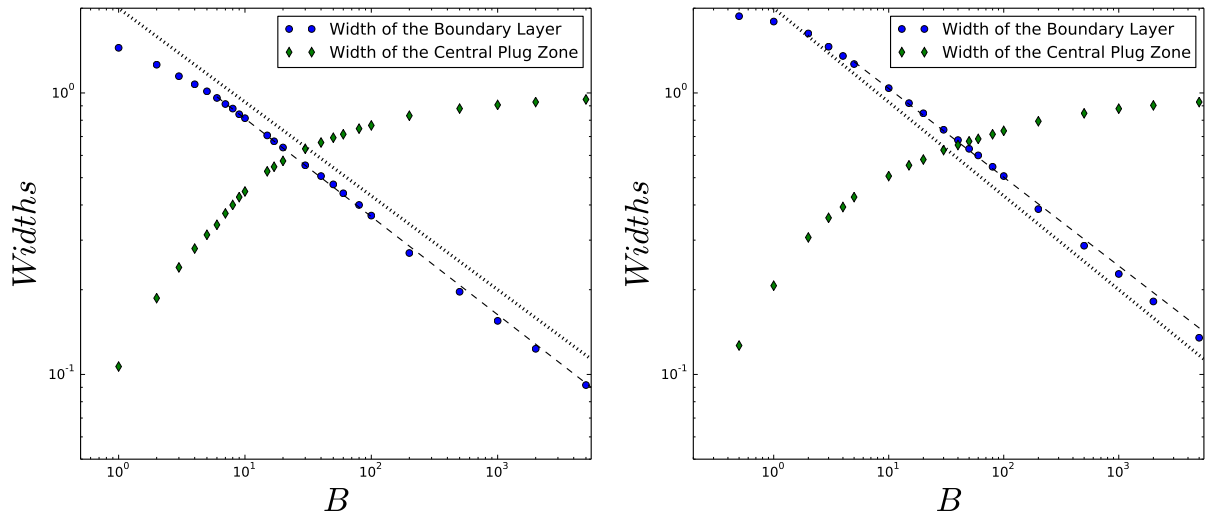 Width of the Boundary Layer
Width of the Central Plug Zone
10^0
10^-1
Widths
10^0 10^1 10^2 10^3
B
Width of the Boundary Layer
Width of the Central Plug Zone
10^0
10^-1
Widths
10^0 10^1 10^2 10^3
B